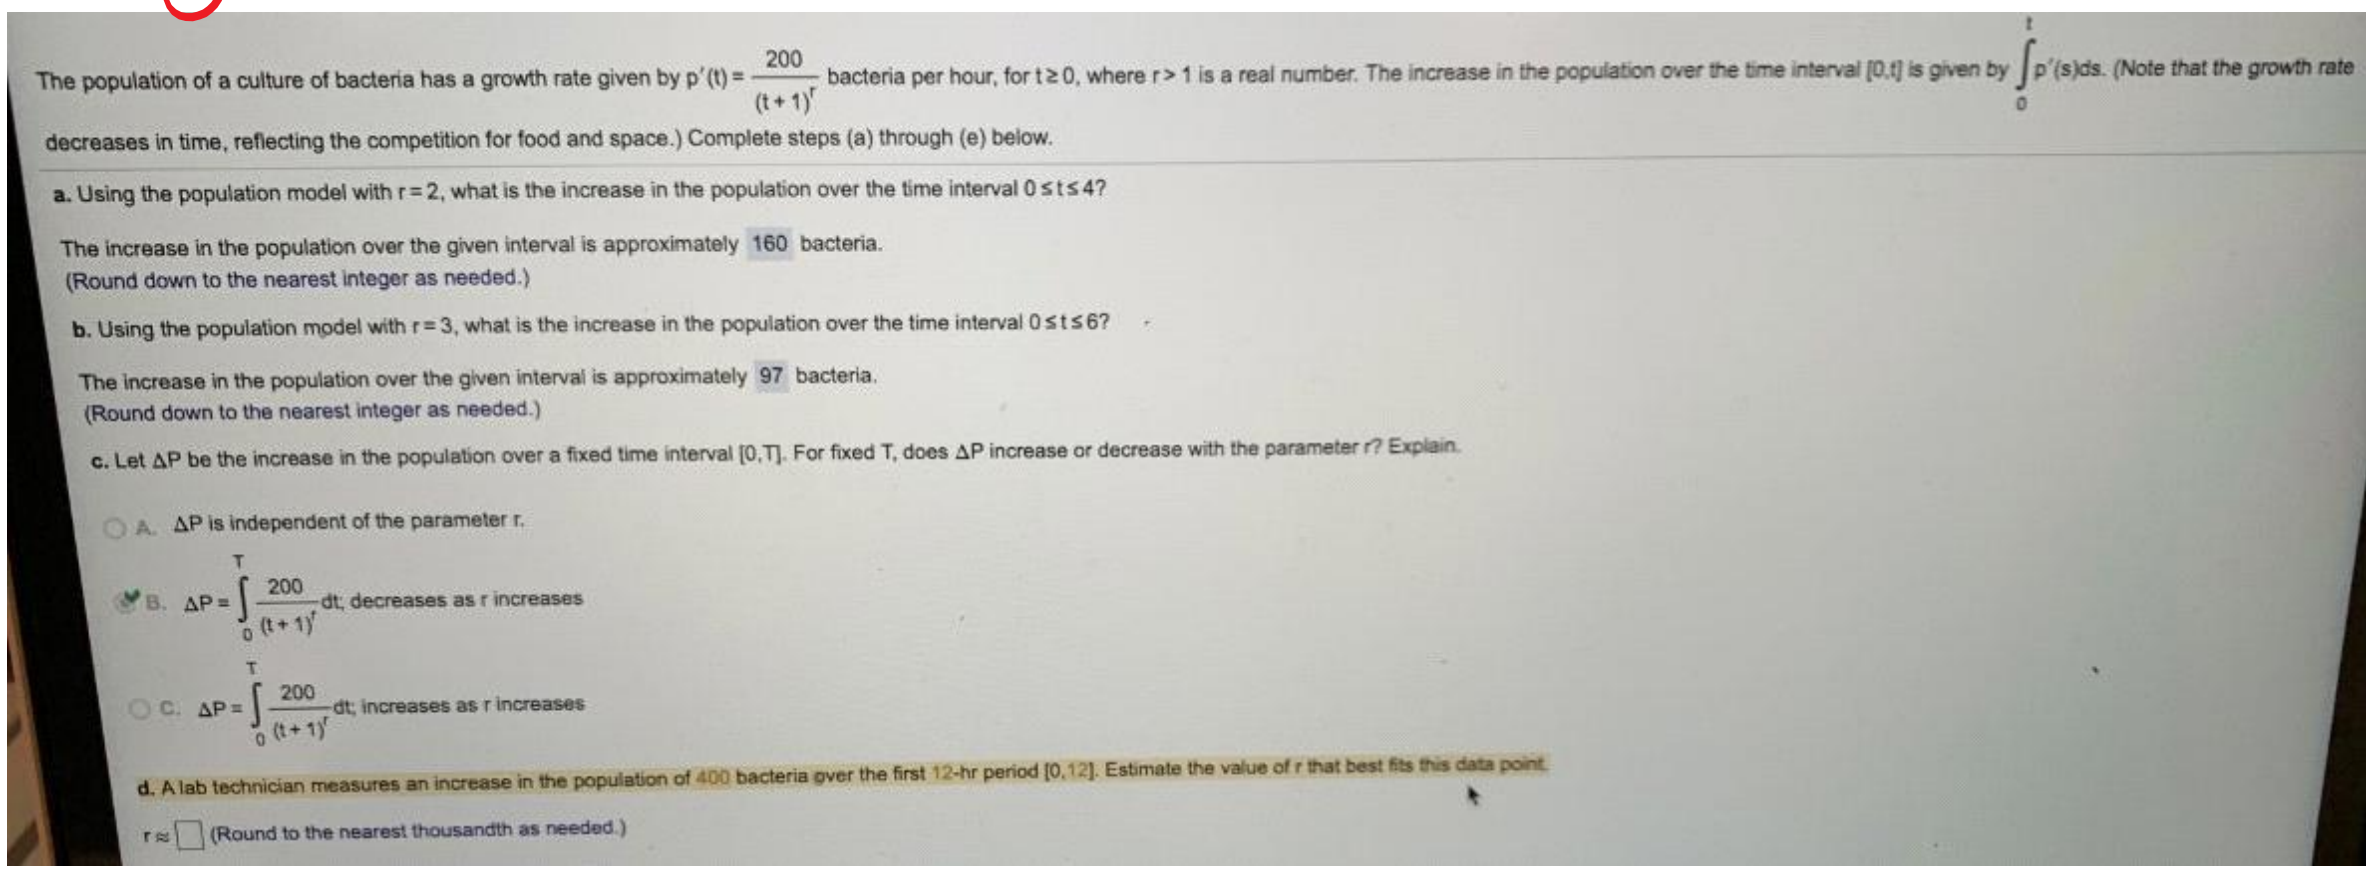 The population of a culture of bacteria has a growth rate given by p′(t) = 200/(t + 1)^r bacteria per hour, for t ≥ 0, where r > 1 is a real number. The increase in the population over the time interval [0,t] is given by ∫_0^t p′(s)ds. (Note that the growth rate
decreases in time, reflecting the competition for food and space.) Complete steps (a) through (e) below.
a. Using the population model with r = 2, what is the increase in the population over the time interval 0 ≤ t ≤ 4?
The increase in the population over the given interval is approximately 160 bacteria.
(Round down to the nearest integer as needed.)
b. Using the population model with r = 3, what is the increase in the population over the time interval 0 ≤ t ≤ 6?
The increase in the population over the given interval is approximately 97 bacteria.
(Round down to the nearest integer as needed.)
c. Let ΔP be the increase in the population over a fixed time interval [0,T]. For fixed T, does ΔP increase or decrease with the parameter r? Explain.
A. ΔP is independent of the parameter r.
B. ΔP = ∫_0^T 200/(t + 1)^r dt; decreases as r increases
C. ΔP = ∫_0^T 200/(t + 1)^r dt; increases as r increases
d. A lab technician measures an increase in the population of 400 bacteria over the first 12-hr period [0,12]. Estimate the value of r that best fits this data point.
r ≈ (Round to the nearest thousandth as needed.)